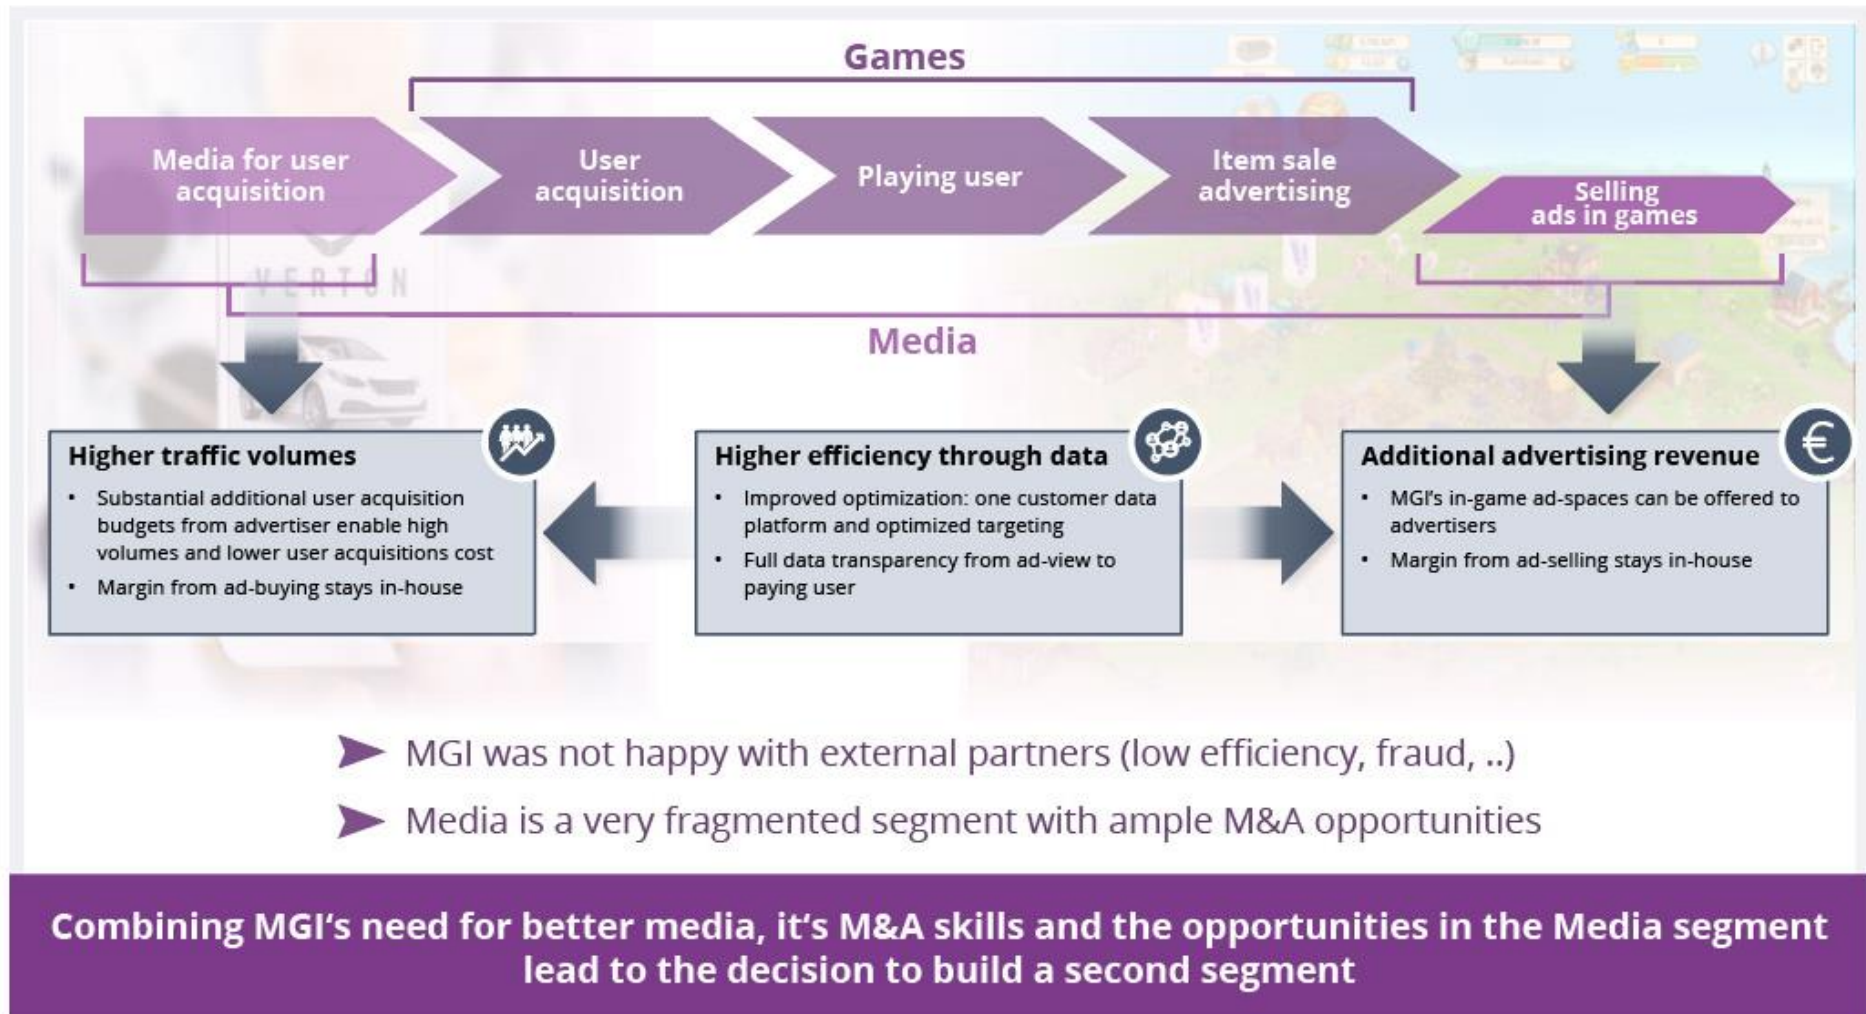 Games
Media for user
acquisition
User
acquisition
Playing user
Item sale
advertising
Selling
ads in games
VERTON
Media
Higher traffic volumes
• Substantial additional user acquisition
budgets from advertiser enable high
volumes and lower user acquisitions cost
• Margin from ad-buying stays in-house
Higher efficiency through data
• Improved optimization: one customer data
platform and optimized targeting
• Full data transparency from ad-view to
paying user
Additional advertising revenue
• MGI's in-game ad-spaces can be offered to
advertisers
• Margin from ad-selling stays in-house
€
➤ MGI was not happy with external partners (low efficiency, fraud, ..)
➤ Media is a very fragmented segment with ample M&A opportunities
Combining MGI‘s need for better media, it‘s M&A skills and the opportunities in the Media segment
lead to the decision to build a second segment